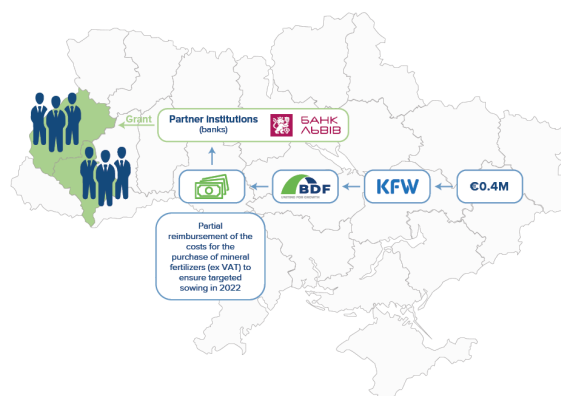 Grant
Partner institutions
(banks)
БАНК
ЛЬВІВ
BDF
KFW
€0.4M
Partial
reimbursement of the
costs for the
purchase of mineral
fertilizers (ex VAT) to
ensure targeted
sowing in 2022